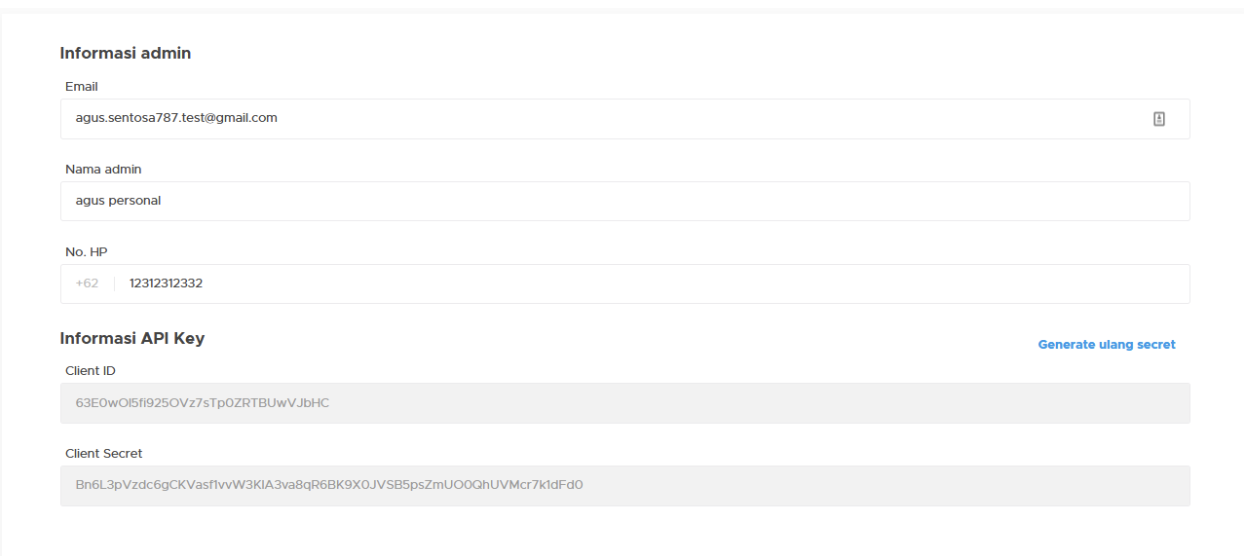 Informasi admin
Email
agus.sentosa787.test@gmail.com
Nama admin
agus personal
No. HP
+62 12312312332
Informasi API Key
Generate ulang secret
Client ID
63E0wOI5fi925OVz7sTp0ZRTBUwVJbHC
Client Secret
Bn6L3pVzdc6gCKVasf1vvW3KIA3va8qR6BK9X0JVSB5psZmUO0QhUVMcr7k1dFd0